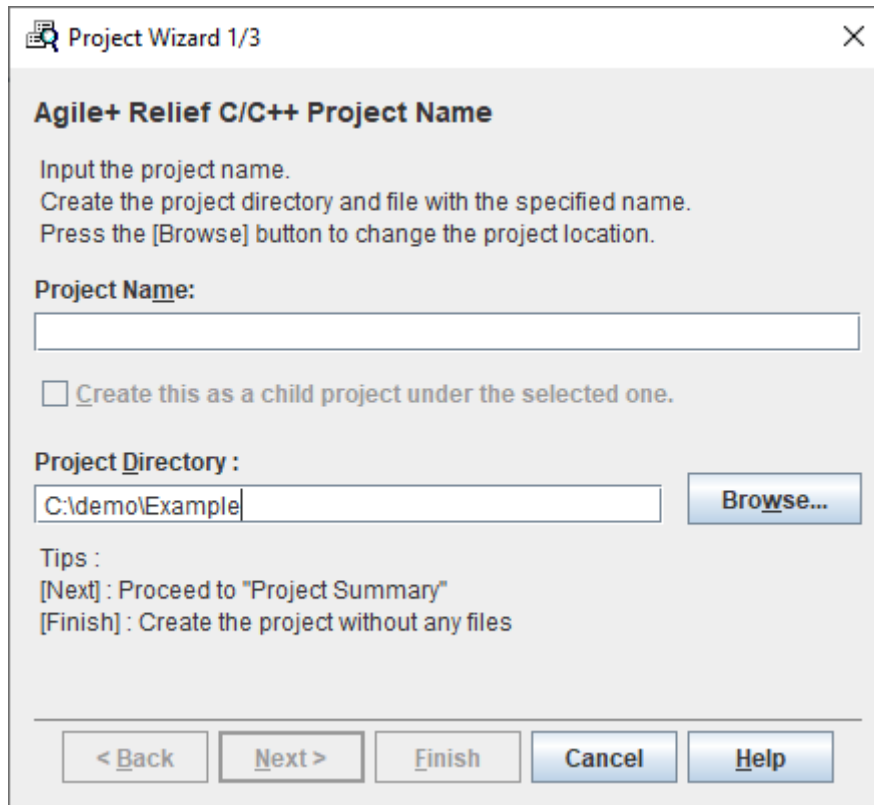 Project Wizard 1/3
Agile+ Relief C/C++ Project Name
Input the project name.
Create the project directory and file with the specified name.
Press the [Browse] button to change the project location.
Project Name:
Create this as a child project under the selected one.
Project Directory :
C:\demo\Example
Browse...
Tips :
[Next] : Proceed to "Project Summary"
[Finish] : Create the project without any files
< Back Next > Finish Cancel Help